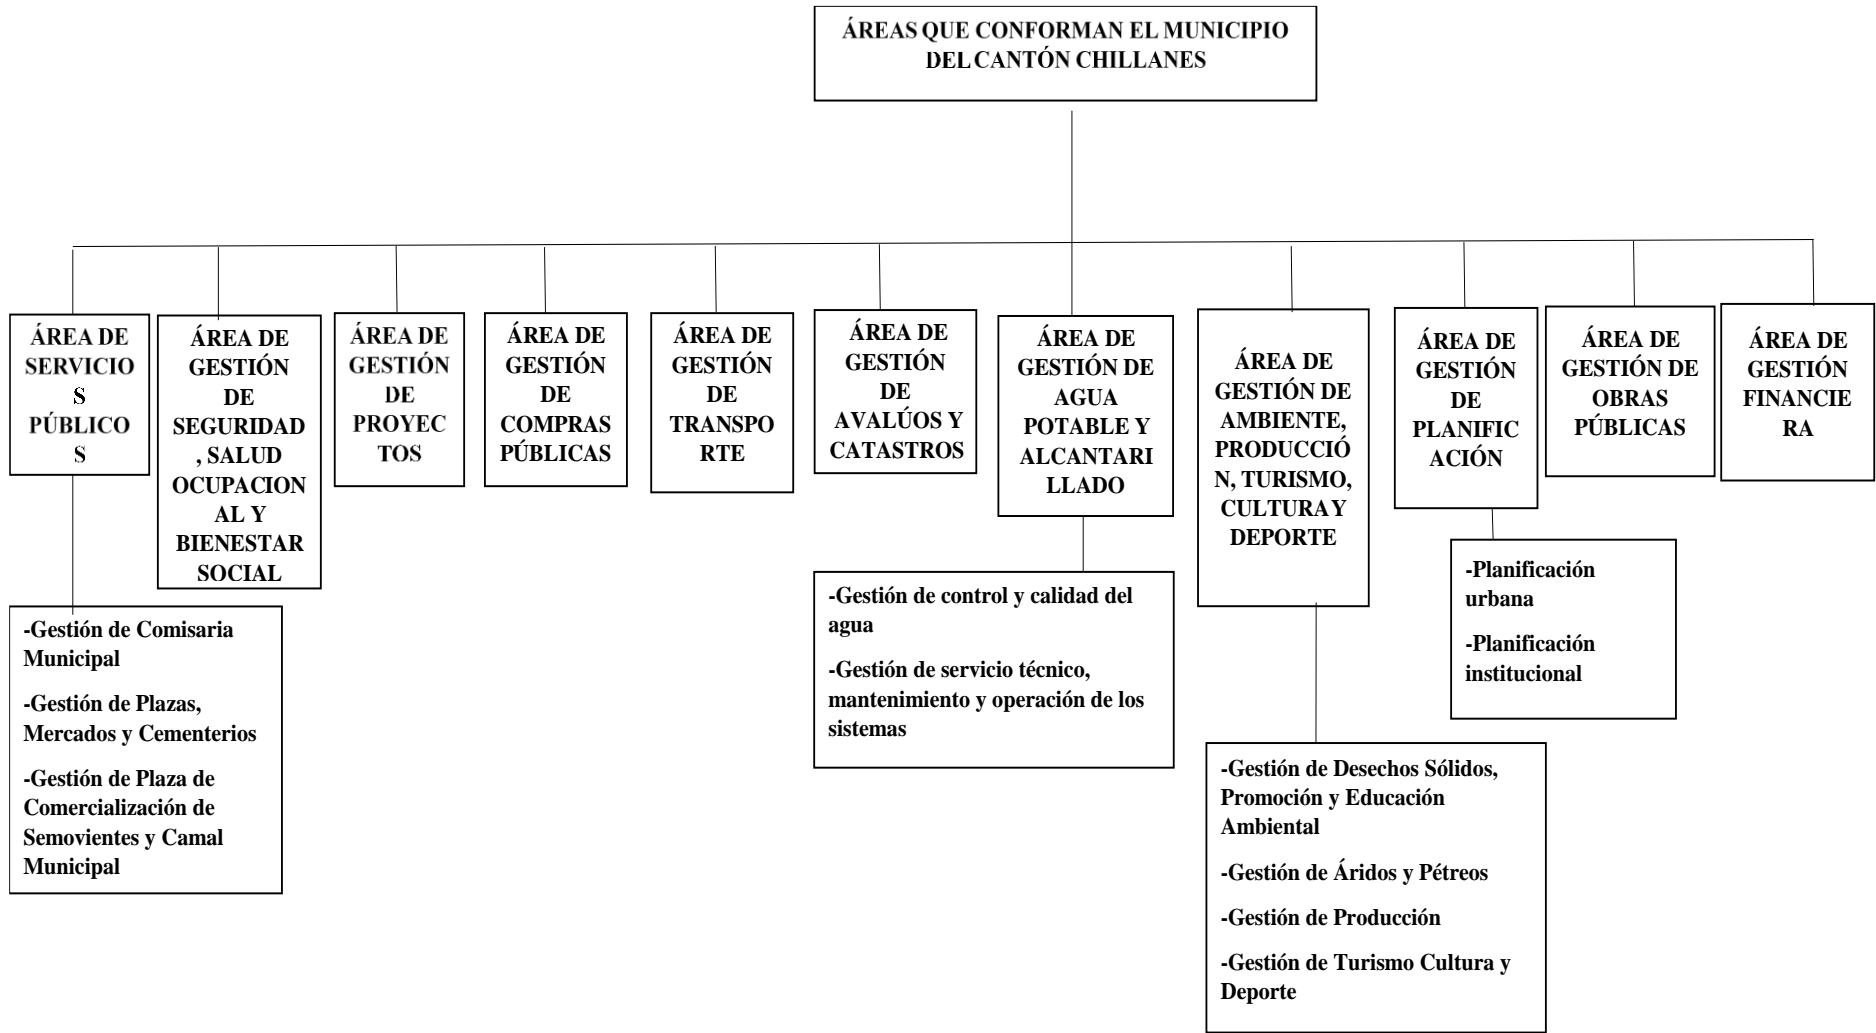 ÁREAS QUE CONFORMAN EL MUNICIPIO
DEL CANTÓN CHILLANES
ÁREA DE
SERVICIO
S
PÚBLICO
S
ÁREA DE
GESTIÓN
DE
SEGURIDAD
, SALUD
OCUPACION
AL Y
BIENESTAR
SOCIAL
ÁREA DE
GESTIÓN
DE
PROYEC
TOS
ÁREA DE
GESTIÓN
DE
COMPRAS
PÚBLICAS
ÁREA DE
GESTIÓN
DE
TRANSPO
RTE
ÁREA DE
GESTIÓN
DE
AVALÚOS Y
CATASTROS
ÁREA DE
GESTIÓN DE
AGUA
POTABLE Y
ALCANTARI
LLADO
ÁREA DE
GESTIÓN DE
AMBIENTE,
PRODUCCIÓ
N, TURISMO,
CULTURA Y
DEPORTE
ÁREA DE
GESTIÓN
DE
PLANIFIC
ACIÓN
ÁREA DE
GESTIÓN DE
OBRAS
PÚBLICAS
ÁREA DE
GESTIÓN
FINANCIE
RA
-Gestión de Comisaria
Municipal
-Gestión de Plazas,
Mercados y Cementerios
-Gestión de Plaza de
Comercialización de
Semovientes y Camal
Municipal
-Gestión de control y calidad del
agua
-Gestión de servicio técnico,
mantenimiento y operación de los
sistemas
-Gestión de Desechos Sólidos,
Promoción y Educación
Ambiental
-Gestión de Áridos y Pétreos
-Gestión de Producción
-Gestión de Turismo Cultura y
Deporte
-Planificación
urbana
-Planificación
institucional